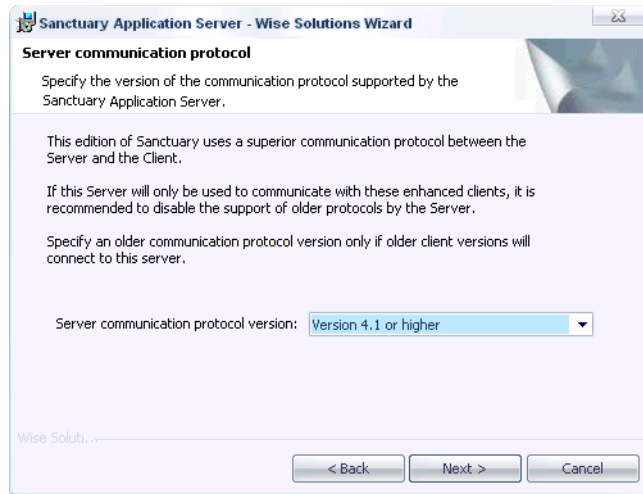 Sanctuary Application Server - Wise Solutions Wizard
Server communication protocol
Specify the version of the communication protocol supported by the
Sanctuary Application Server.
This edition of Sanctuary uses a superior communication protocol between the
Server and the Client.
If this Server will only be used to communicate with these enhanced clients, it is
recommended to disable the support of older protocols by the Server.
Specify an older communication protocol version only if older client versions will
connect to this server.
Server communication protocol version: Version 4.1 or higher
Wise Soluti...
< Back Next > Cancel